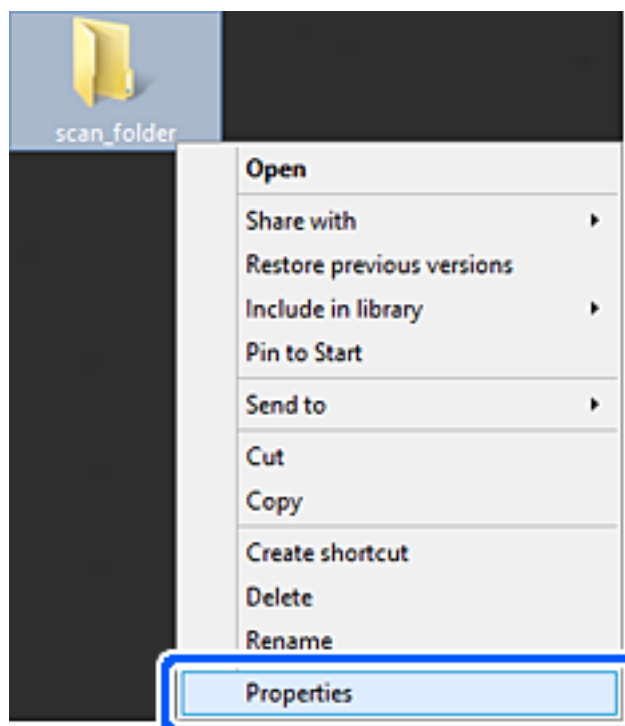 scan_folder
Open
Share with
Restore previous versions
Include in library
Pin to Start
Send to
Cut
Copy
Create shortcut
Delete
Rename
Properties